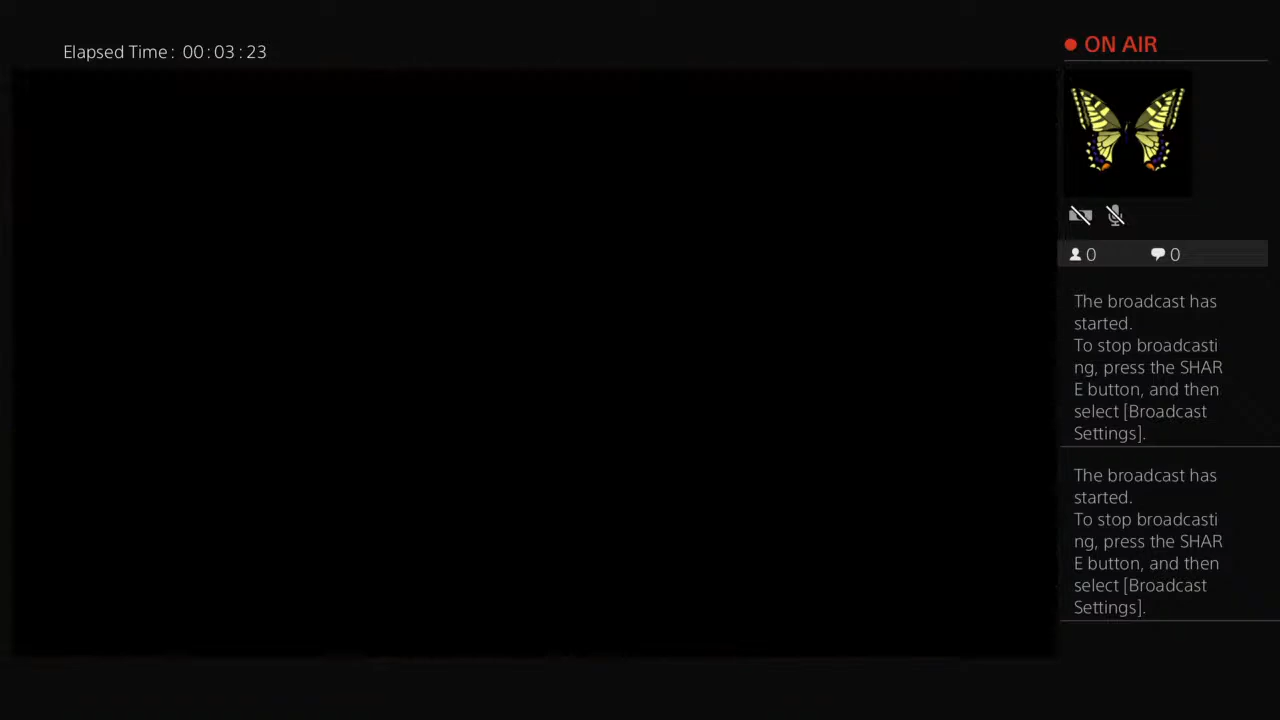 Elapsed Time: 00:03:23
ON AIR
0 0
The broadcast has
started.
To stop broadcasti
ng, press the SHAR
E button, and then
select [Broadcast
Settings].
The broadcast has
started.
To stop broadcasti
ng, press the SHAR
E button, and then
select [Broadcast
Settings].